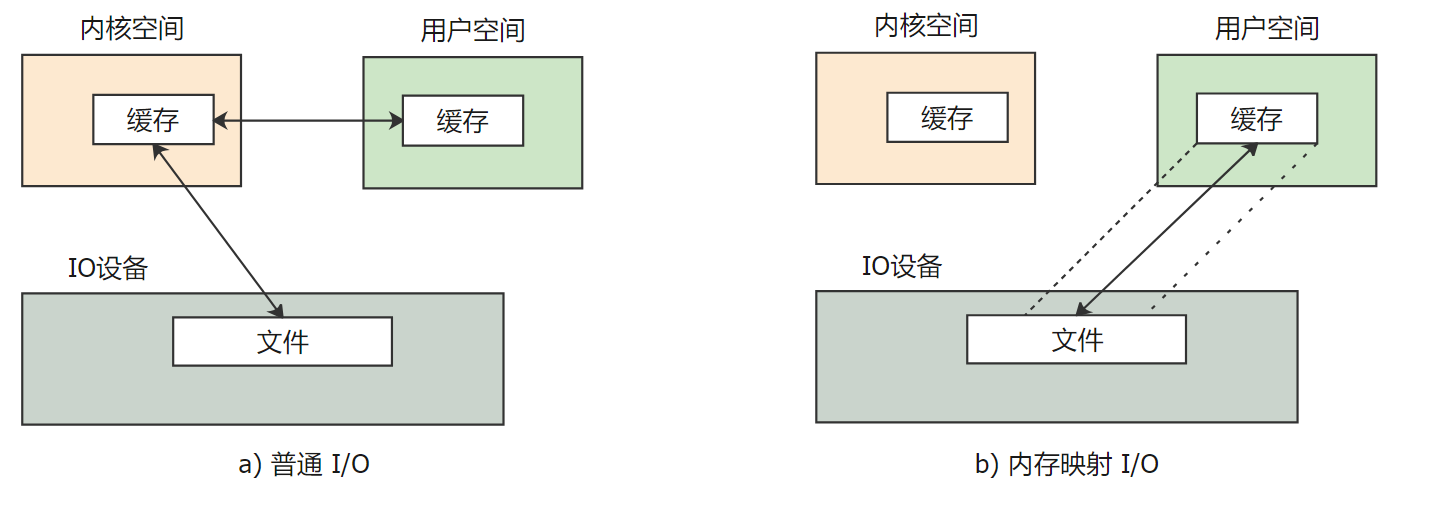 内核空间
用户空间
缓存
缓存
IO设备
文件
a) 普通 I/O
内核空间
用户空间
缓存
缓存
IO设备
文件
b) 内存映射 I/O